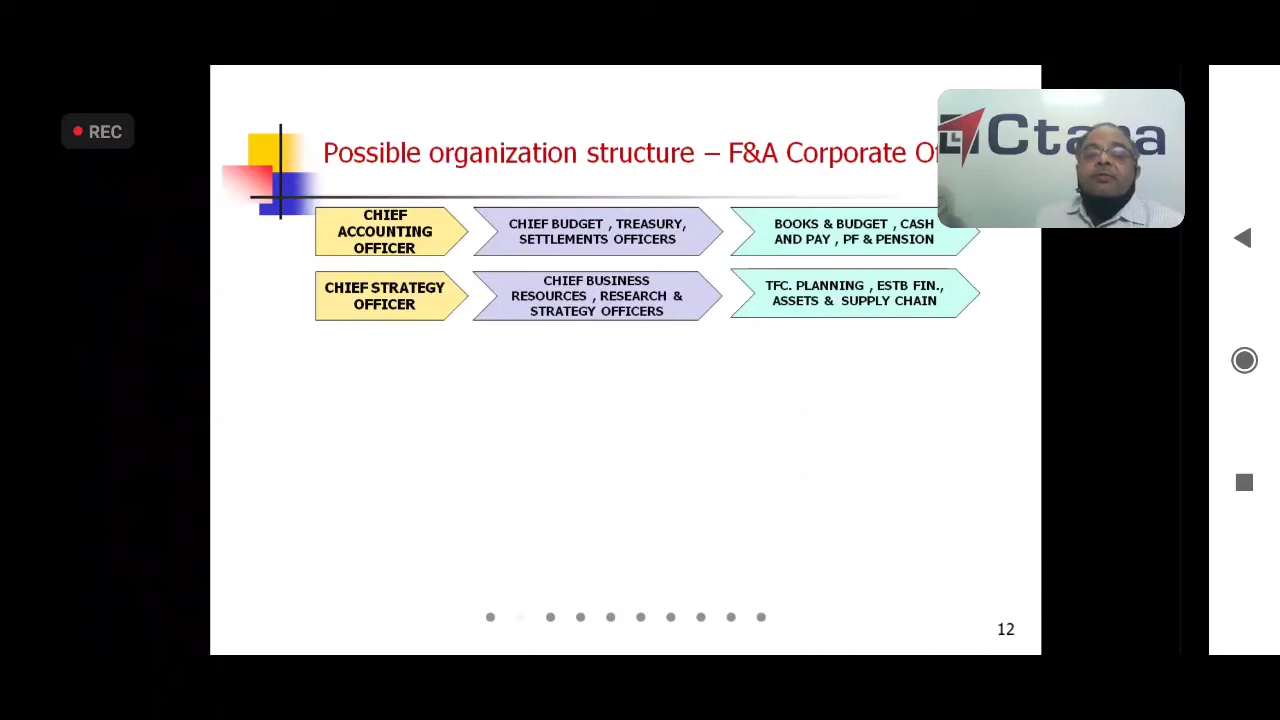 REC
Possible organization structure – F&A Corporate
Ctara
CHIEF
ACCOUNTING
OFFICER
CHIEF BUDGET , TREASURY,
SETTLEMENTS OFFICERS
BOOKS & BUDGET , CASH
AND PAY , PF & PENSION
CHIEF STRATEGY
OFFICER
CHIEF BUSINESS
RESOURCES , RESEARCH &
STRATEGY OFFICERS
TFC. PLANNING , ESTB FIN.,
ASSETS & SUPPLY CHAIN
12